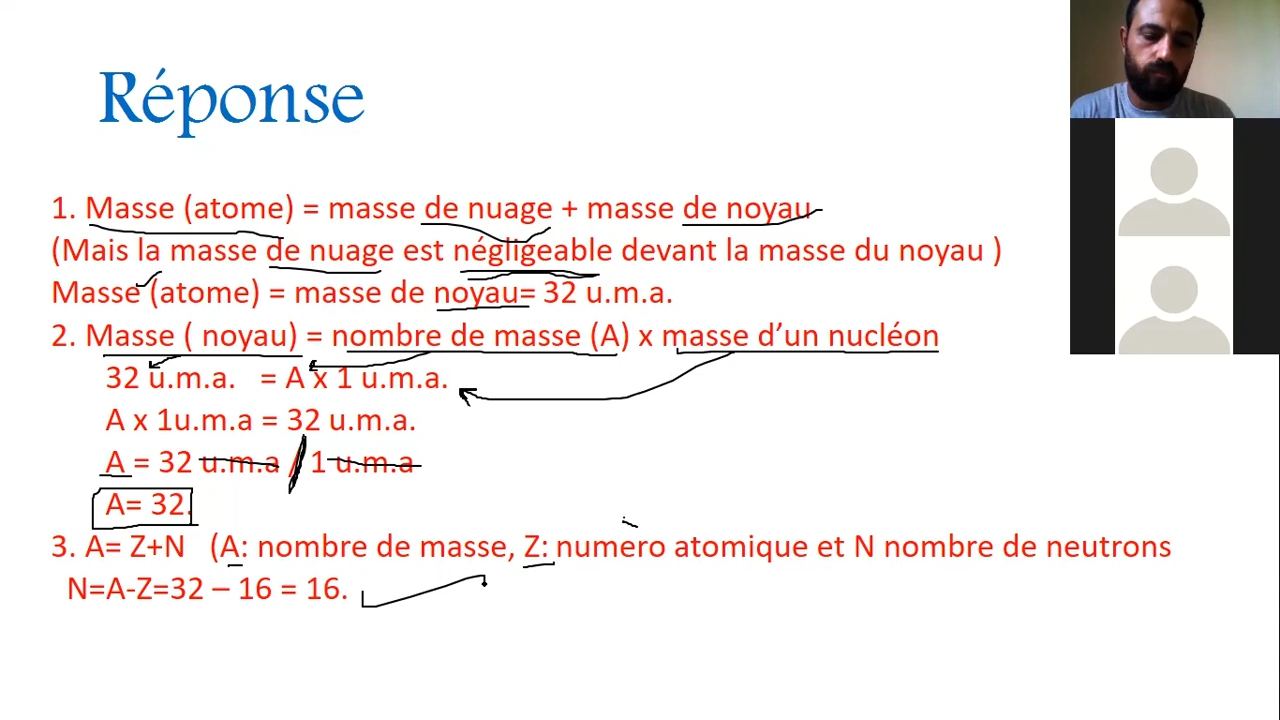 Réponse
1. Masse (atome) = masse de nuage + masse de noyau
(Mais la masse de nuage est négligeable devant la masse du noyau )
Masse (atome) = masse de noyau= 32 u.m.a.
2. Masse ( noyau) = nombre de masse (A) x masse d’un nucléon
32 u.m.a. = A x 1 u.m.a.
A x 1u.m.a = 32 u.m.a.
A = 32 u.m.a / 1 u.m.a
A= 32.
3. A= Z+N (A: nombre de masse, Z: numero atomique et N nombre de neutrons
N=A-Z=32 – 16 = 16.